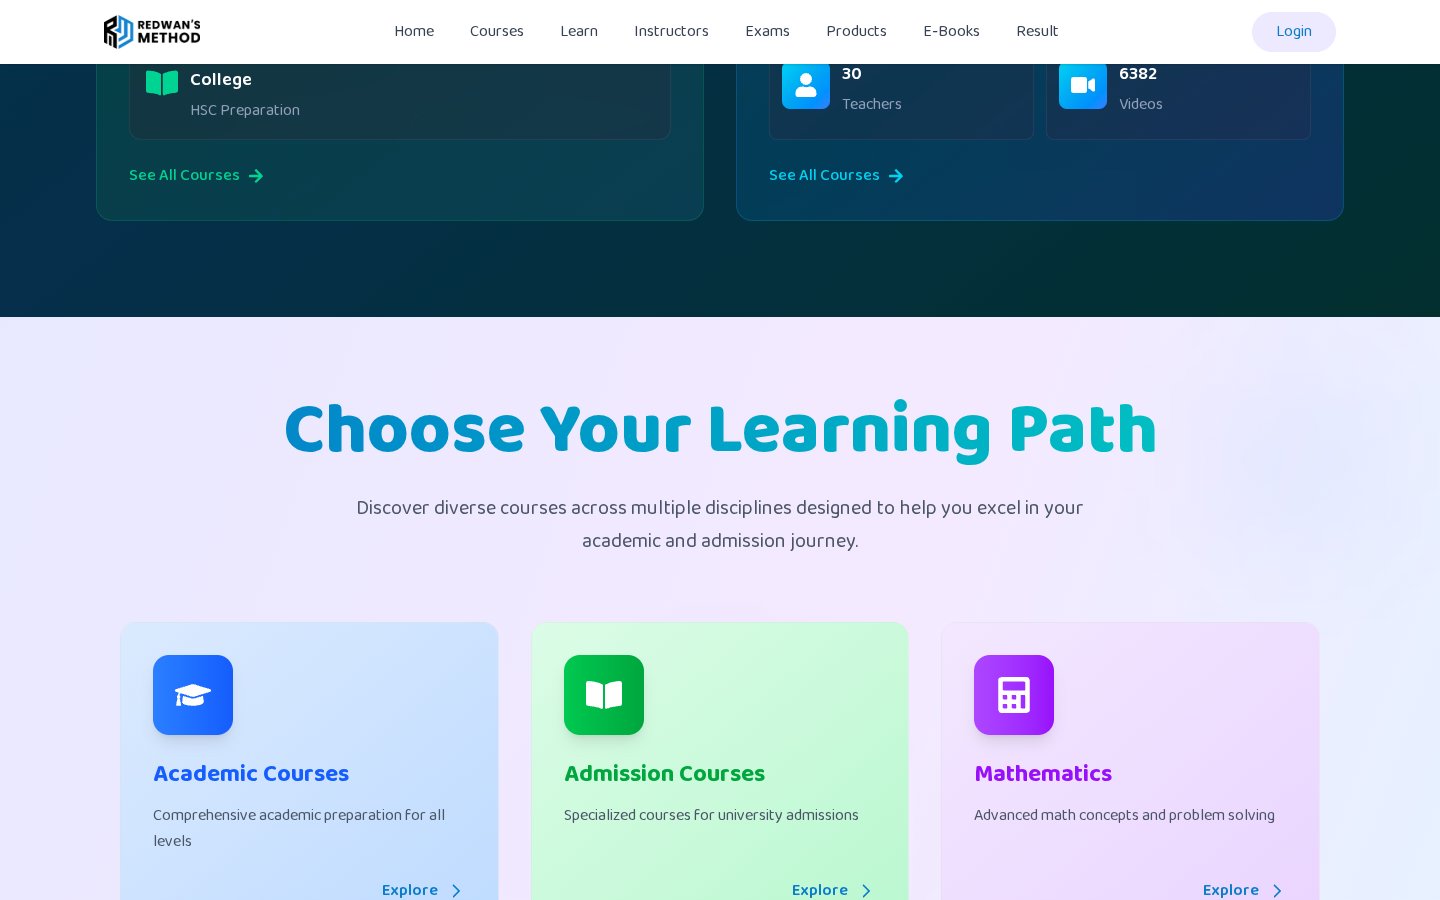 REDWAN'S
METHOD
Home
Courses
Learn
Instructors
Exams
Products
E-Books
Result
Login
College
HSC Preparation
See All Courses
30
Teachers
6382
Videos
See All Courses
Choose Your Learning Path
Discover diverse courses across multiple disciplines designed to help you excel in your
academic and admission journey.
Academic Courses
Comprehensive academic preparation for all
levels
Explore
Admission Courses
Specialized courses for university admissions
Explore
Mathematics
Advanced math concepts and problem solving
Explore